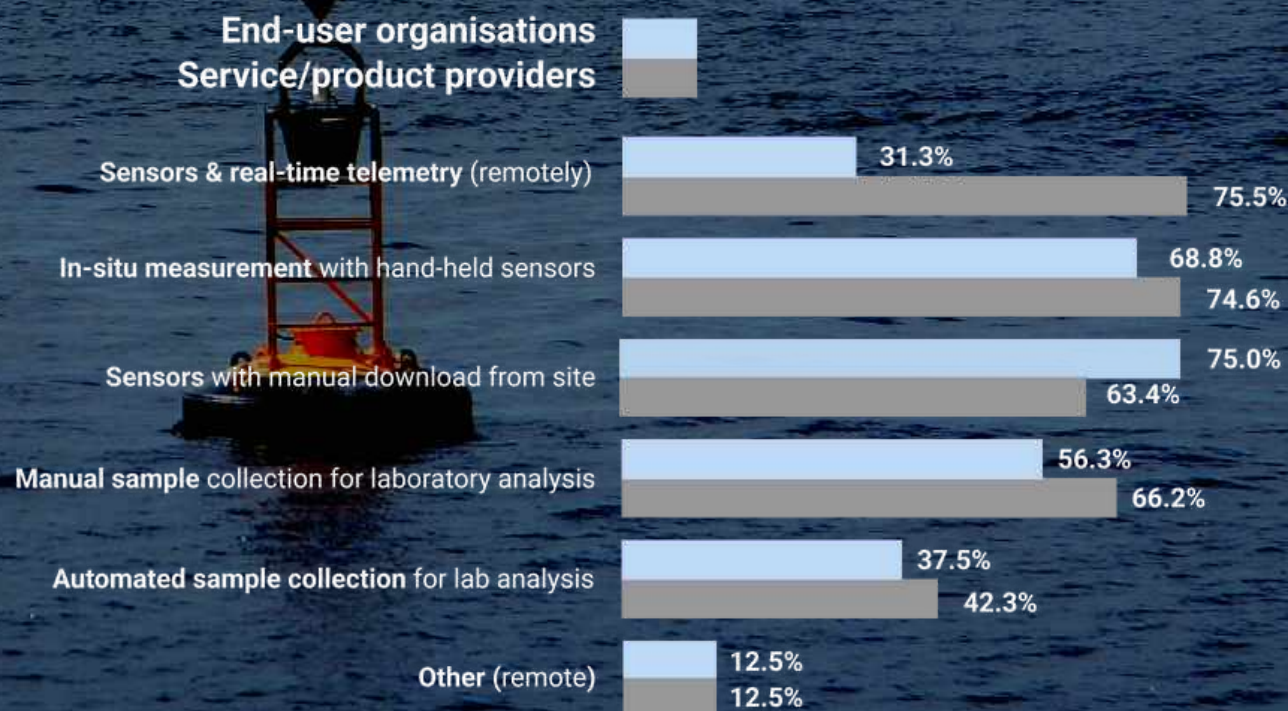 End-user organisations
Service/product providers
Sensors & real-time telemetry (remotely)
31.3%
75.5%
In-situ measurement with hand-held sensors
68.8%
74.6%
Sensors with manual download from site
75.0%
63.4%
Manual sample collection for laboratory analysis
56.3%
66.2%
Automated sample collection for lab analysis
37.5%
42.3%
Other (remote)
12.5%
12.5%